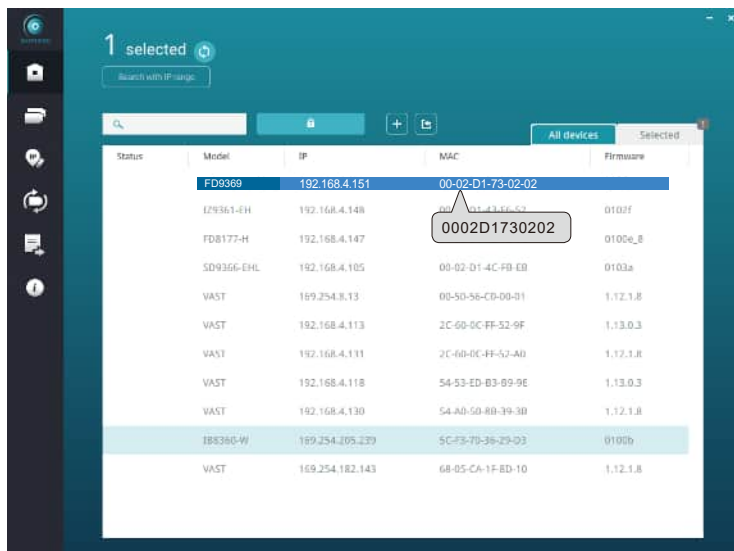 1 selected
Search with IP range
All devices Selected 1
Status Model IP MAC Firmware
FD9369 192.168.4.151 00-02-D1-73-02-02
IZ9361-EH 192.168.4.148 0102f
0002D1730202
FD8177-H 192.168.4.147 0100e_8
SD9366-EHL 192.168.4.105 00-02-D1-4C-FB-EB 0103a
VAST 169.254.8.13 00-50-56-C0-00-01 1.12.1.8
VAST 192.168.4.113 2C-60-0C-FF-52-9F 1.13.0.3
VAST 192.168.4.131 2C-60-0C-FF-52-A0 1.12.1.8
VAST 192.168.4.118 54-53-ED-B3-B9-9E 1.13.0.3
VAST 192.168.4.130 54-A0-50-8B-39-3B 1.12.1.8
IB8360-W 169.254.205.239 5C-F3-70-36-29-D3 0100b
VAST 169.254.182.143 68-05-CA-1F-8D-10 1.12.1.8